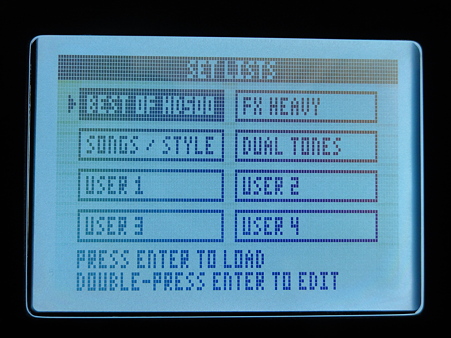 SET LISTS
BEST OF HD500 FX HEAVY
SONGS / STYLE DUAL TONES
USER 1 USER 2
USER 3 USER 4
PRESS ENTER TO LOAD
DOUBLE-PRESS ENTER TO EDIT